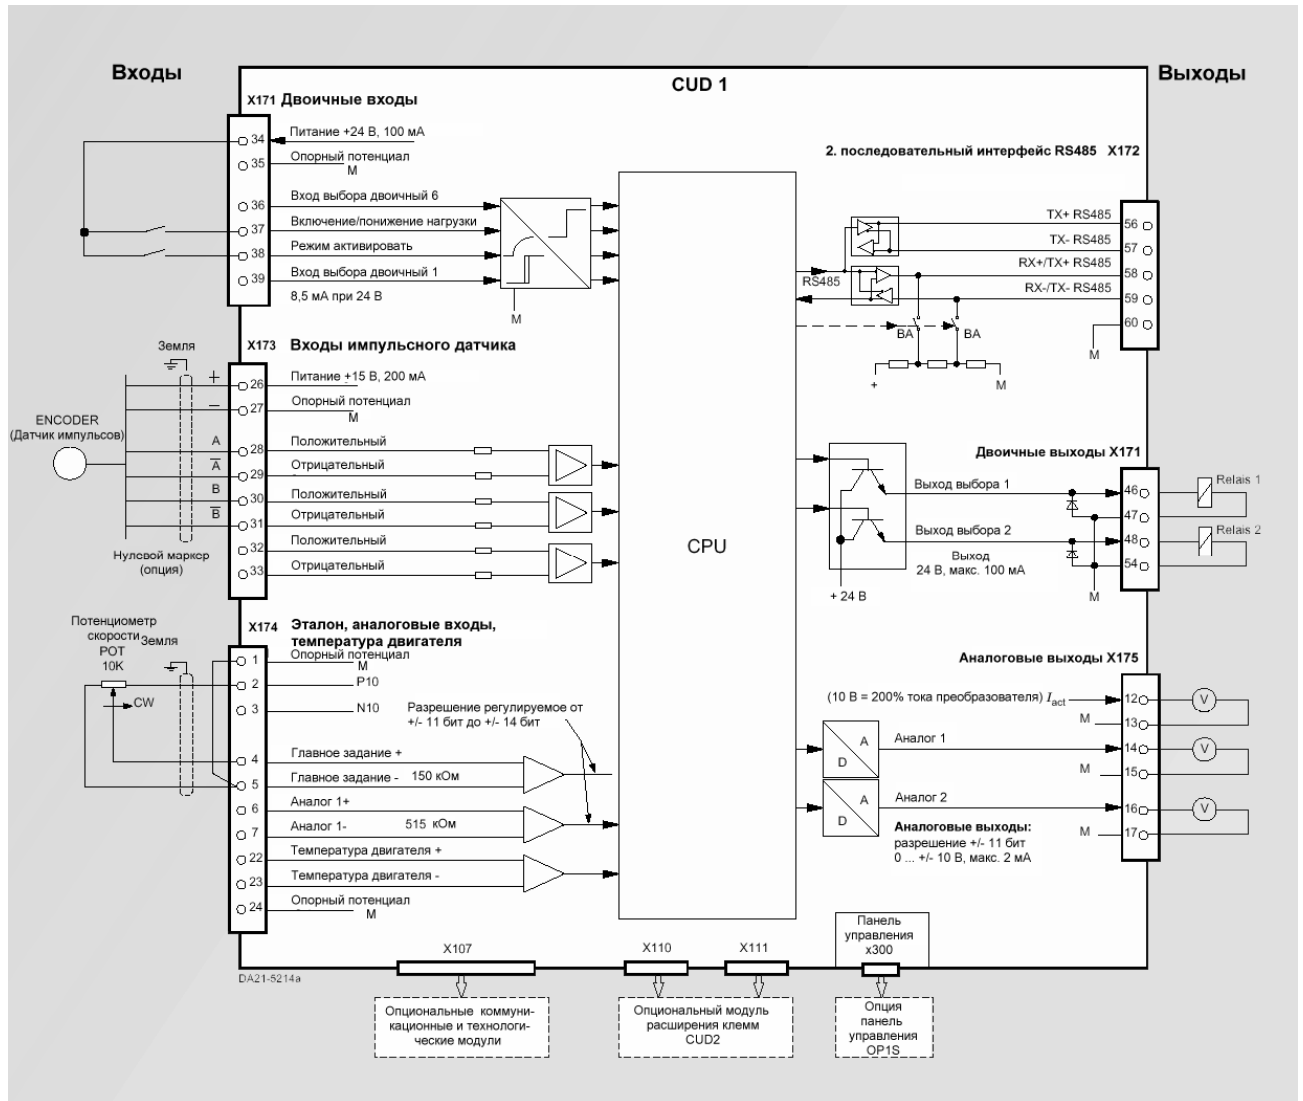 Входы
CUD 1
Выходы
X171 Двоичные входы
34 Питание +24 В, 100 мА
35 Опорный потенциал
M
36 Вход выбора двоичный 6
37 Включение/понижение нагрузки
38 Режим активировать
39 Вход выбора двоичный 1
8,5 мА при 24 В
M
2. последовательный интерфейс RS485 X172
TX+ RS485 56
TX- RS485 57
RX+/TX+ RS485 58
RX-/TX- RS485 59
60
M
RS485
BA
BA
+
M
X173 Входы импульсного датчика
Земля
+
26 Питание +15 В, 200 мА
–
27 Опорный потенциал
M
ENCODER
(Датчик импульсов)
A
28 Положительный
A
29 Отрицательный
B
30 Положительный
B
31 Отрицательный
32 Положительный
33 Отрицательный
Нулевой маркер
(опция)
CPU
Двоичные выходы X171
Выход выбора 1 46
47
Relais 1
Выход выбора 2 48
54
Relais 2
Выход
24 В, макс. 100 мА
+ 24 В
M
X174 Эталон, аналоговые входы,
температура двигателя
Потенциометр
скорости
POT
10K
Земля
CW
1 Опорный потенциал
M
2 P10
3 N10
Разрешение регулируемое от
+/- 11 бит до +/- 14 бит
4 Главное задание +
5 Главное задание - 150 кОм
6 Аналог 1+
7 Аналог 1- 515 кОм
22 Температура двигателя +
23 Температура двигателя -
24 Опорный потенциал
M
Аналоговые выходы X175
(10 В = 200% тока преобразователя) Iact 12
V
M 13
A
D
Аналог 1 14
V
M 15
A
D
Аналог 2 16
V
M 17
Аналоговые выходы:
разрешение +/- 11 бит
0 ... +/- 10 В, макс. 2 мА
X107
X110
X111
Панель
управления
x300
DA21-5214a
Опциональные коммуни-
кационные и технологи-
ческие модули
Опциональный модуль
расширения клемм
CUD2
Опция
панель
управления
OP1S